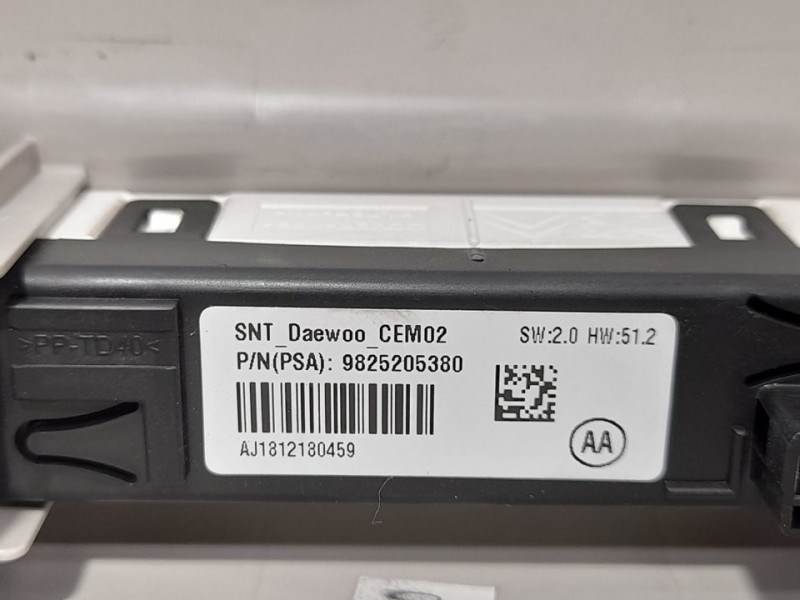 SNT_Daewoo_CEM02
SW:2.0 HW:51.2
P/N(PSA): 9825205380
AJ1812180459
AA
>PP-TD40<